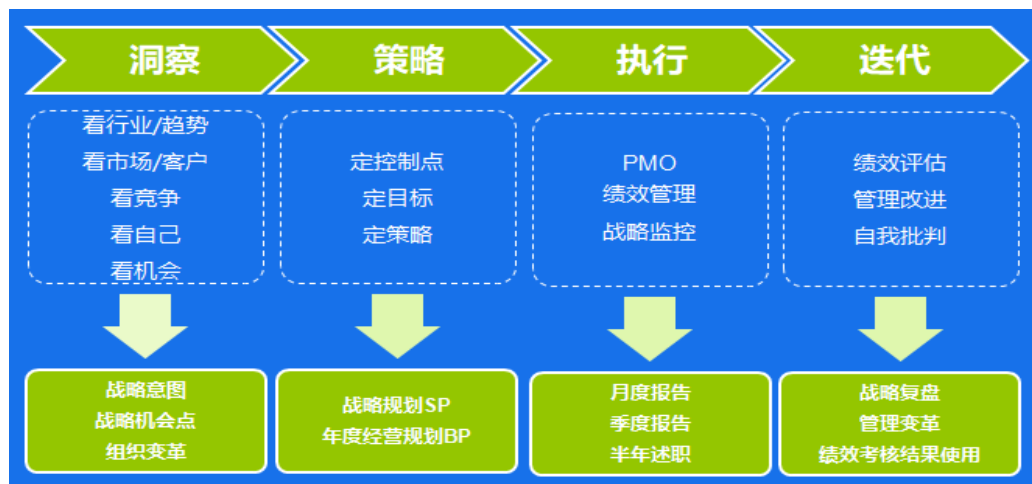 洞察
策略
执行
迭代
看行业/趋势
看市场/客户
看竞争
看自己
看机会
定控制点
定目标
定策略
PMO
绩效管理
战略监控
绩效评估
管理改进
自我批判
战略意图
战略机会点
组织变革
战略规划SP
年度经营规划BP
月度报告
季度报告
半年述职
战略复盘
管理变革
绩效考核结果使用